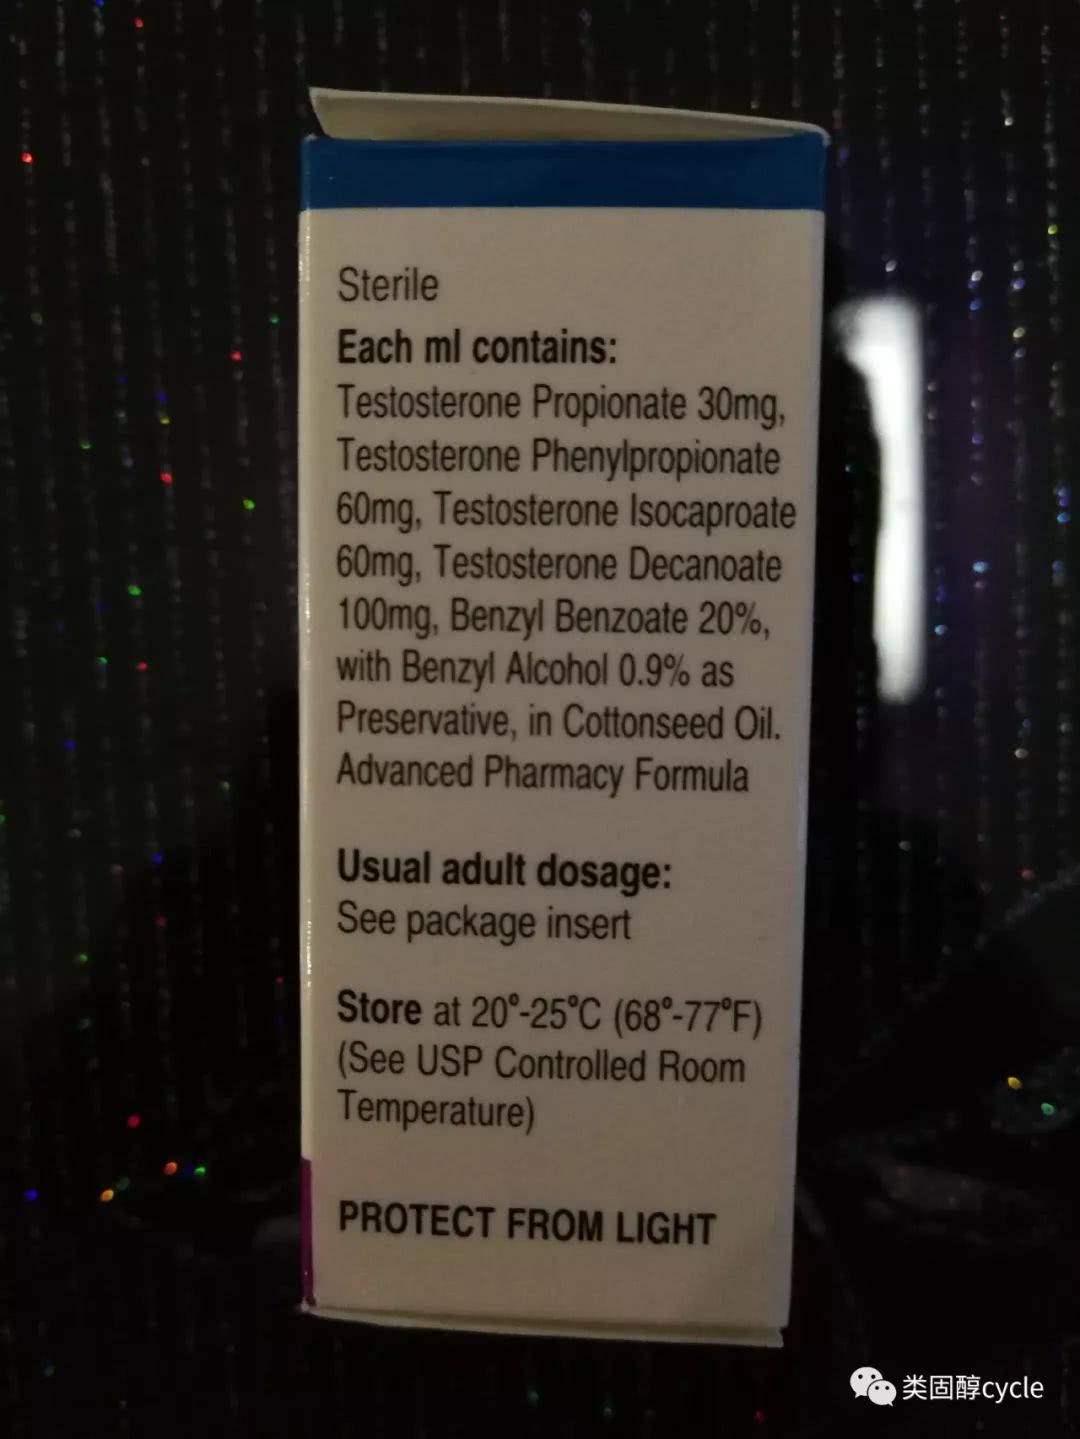 Sterile
Each ml contains:
Testosterone Propionate 30mg,
Testosterone Phenylpropionate
60mg, Testosterone Isocaproate
60mg, Testosterone Decanoate
100mg, Benzyl Benzoate 20%,
with Benzyl Alcohol 0.9% as
Preservative, in Cottonseed Oil.
Advanced Pharmacy Formula
Usual adult dosage:
See package insert
Store at 20°-25°C (68°-77°F)
(See USP Controlled Room
Temperature)
PROTECT FROM LIGHT
类固醇cycle